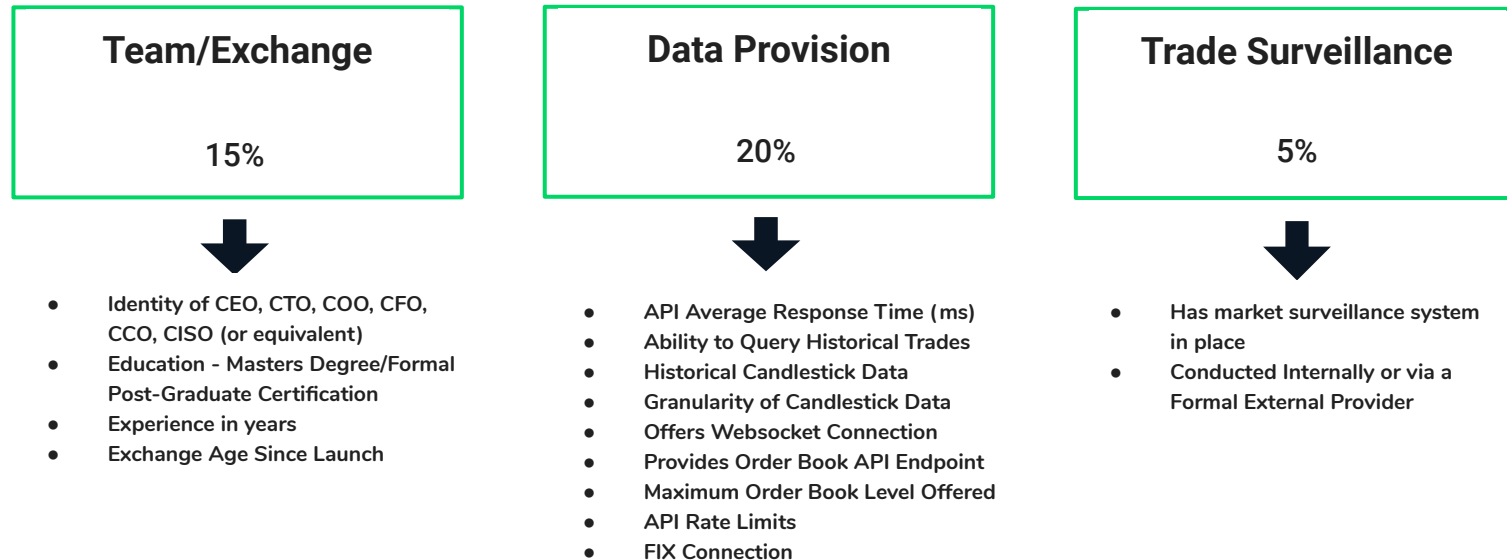 Team/Exchange
15%
● Identity of CEO, CTO, COO, CFO,
CCO, CISO (or equivalent)
● Education - Masters Degree/Formal
Post-Graduate Certification
● Experience in years
● Exchange Age Since Launch
Data Provision
20%
● API Average Response Time (ms)
● Ability to Query Historical Trades
● Historical Candlestick Data
● Granularity of Candlestick Data
● Offers Websocket Connection
● Provides Order Book API Endpoint
● Maximum Order Book Level Offered
● API Rate Limits
● FIX Connection
Trade Surveillance
5%
● Has market surveillance system
in place
● Conducted Internally or via a
Formal External Provider